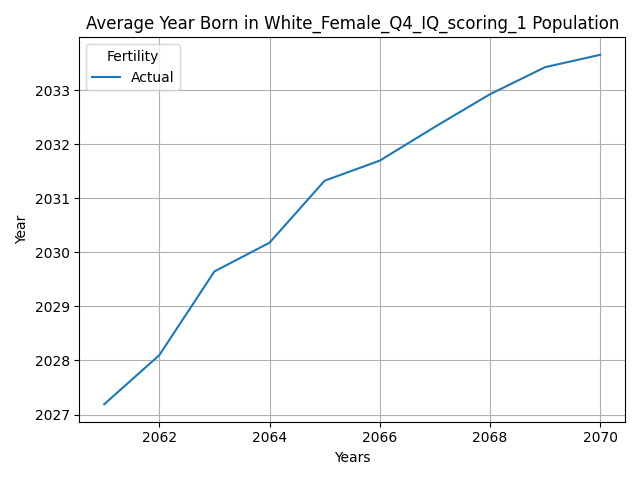 Average Year Born in White_Female_Q4_IQ_scoring_1 Population
Fertility
Actual
2033
2032
2031
2030
2029
2028
2027
Year
2062 2064 2066 2068 2070
Years